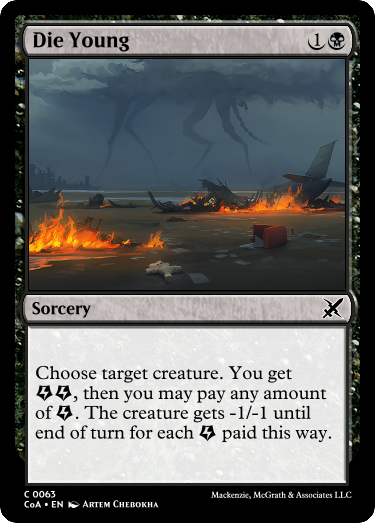 Die Young 1
Sorcery
Choose target creature. You get
, then you may pay any amount
of . The creature gets -1/-1 until
end of turn for each paid this way.
C 0063
CoA • EN Artem Chebokha
Mackenzie, McGrath & Associates LLC